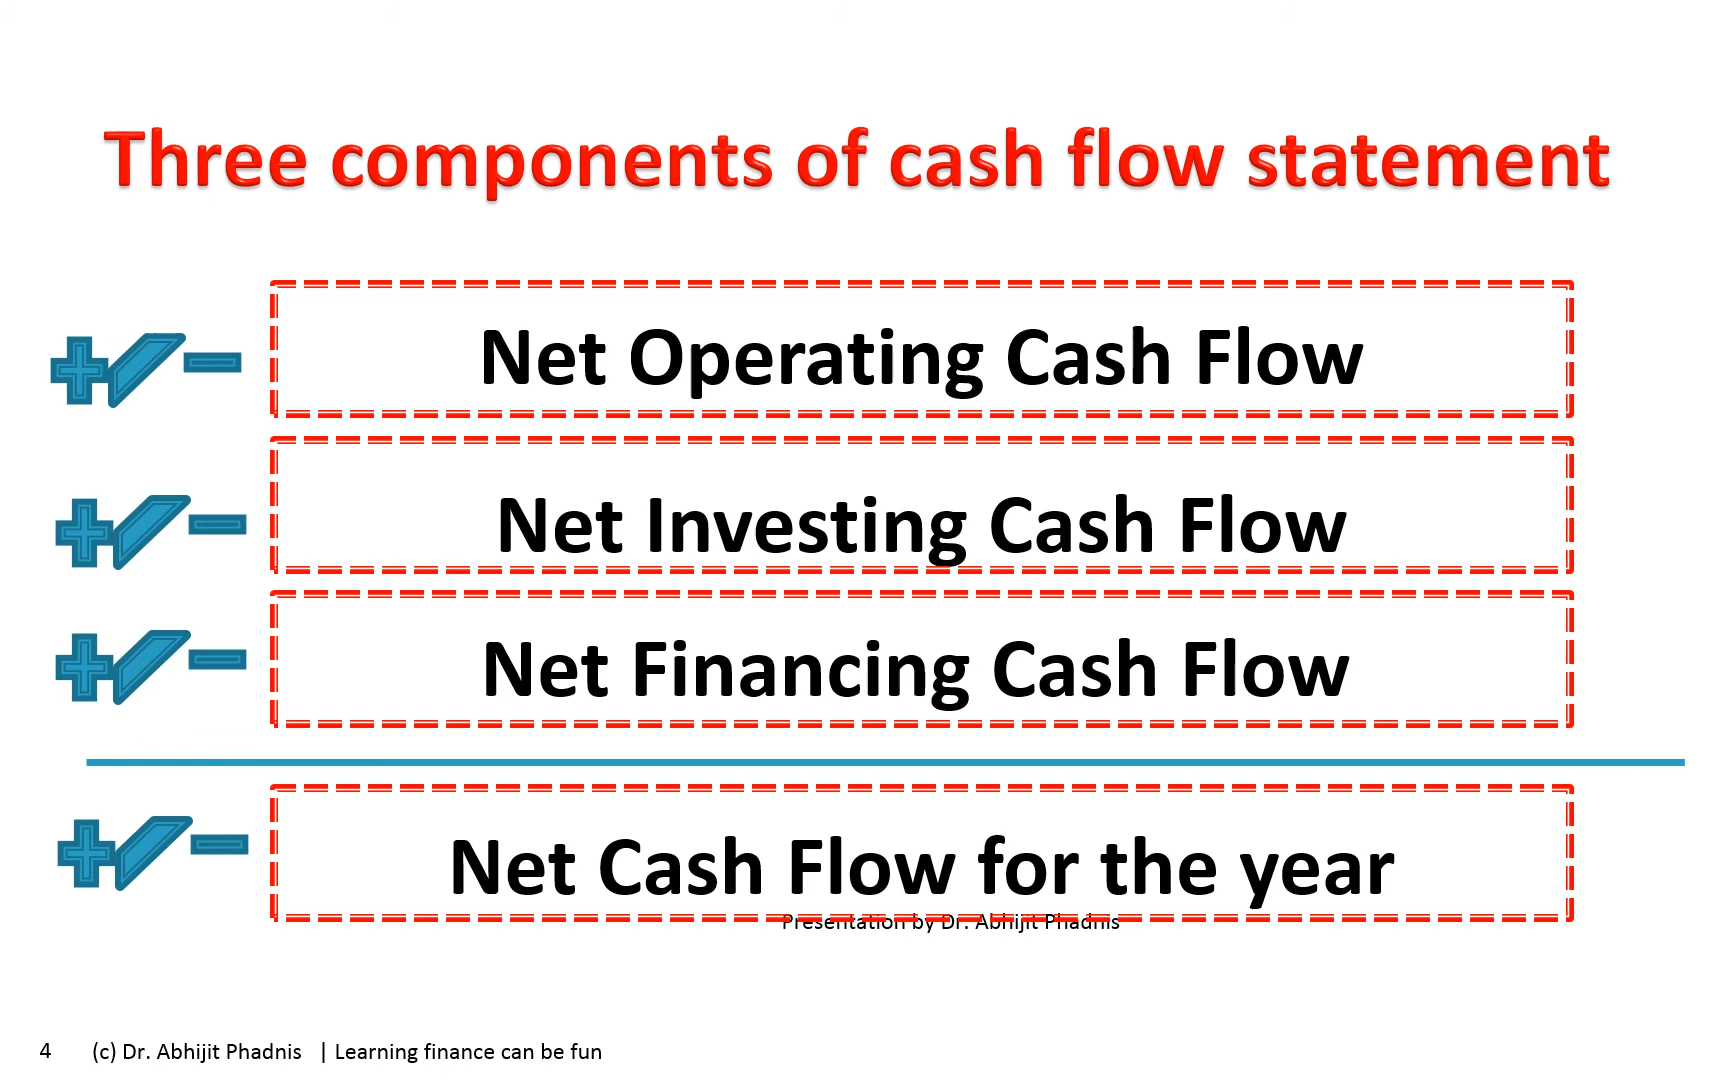 Three components of cash flow statement
+/- Net Operating Cash Flow
+/- Net Investing Cash Flow
+/- Net Financing Cash Flow
+/- Net Cash Flow for the year
Presentation by Dr. Abhijit Phadnis
4 (c) Dr. Abhijit Phadnis | Learning finance can be fun